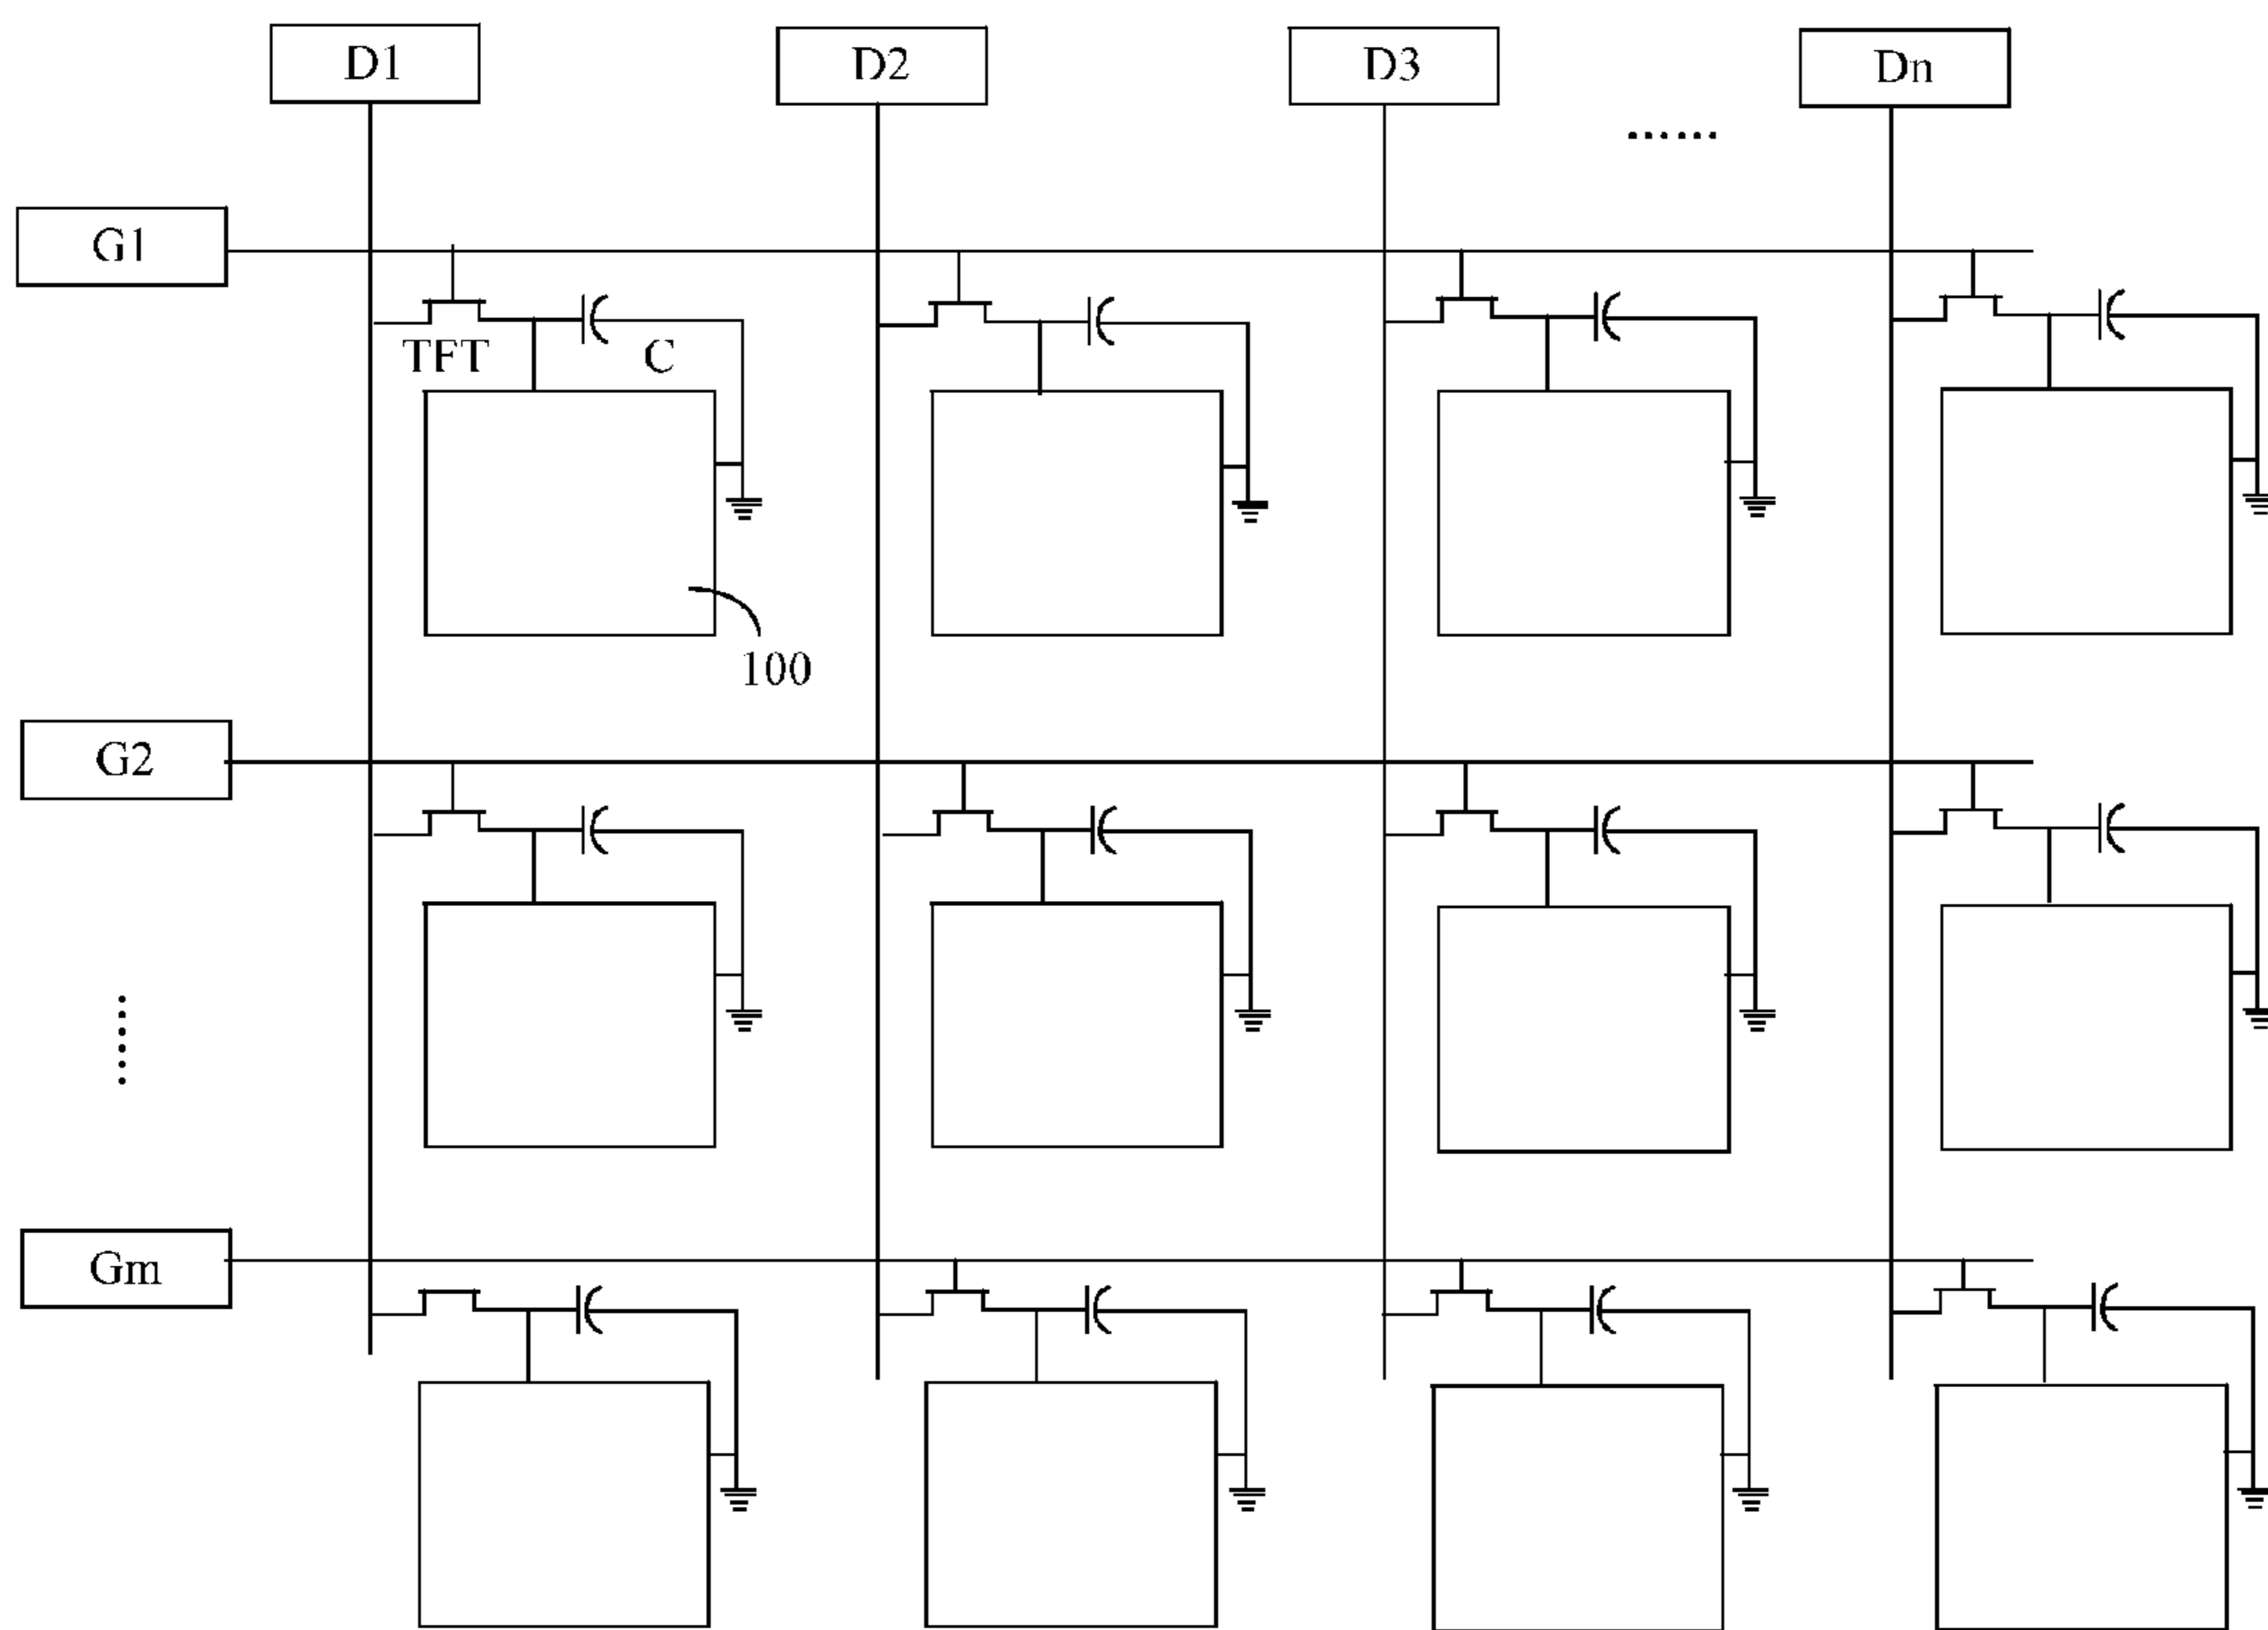 D1
D2
D3
Dn
......
G1
TFT
C
100
G2
......
Gm